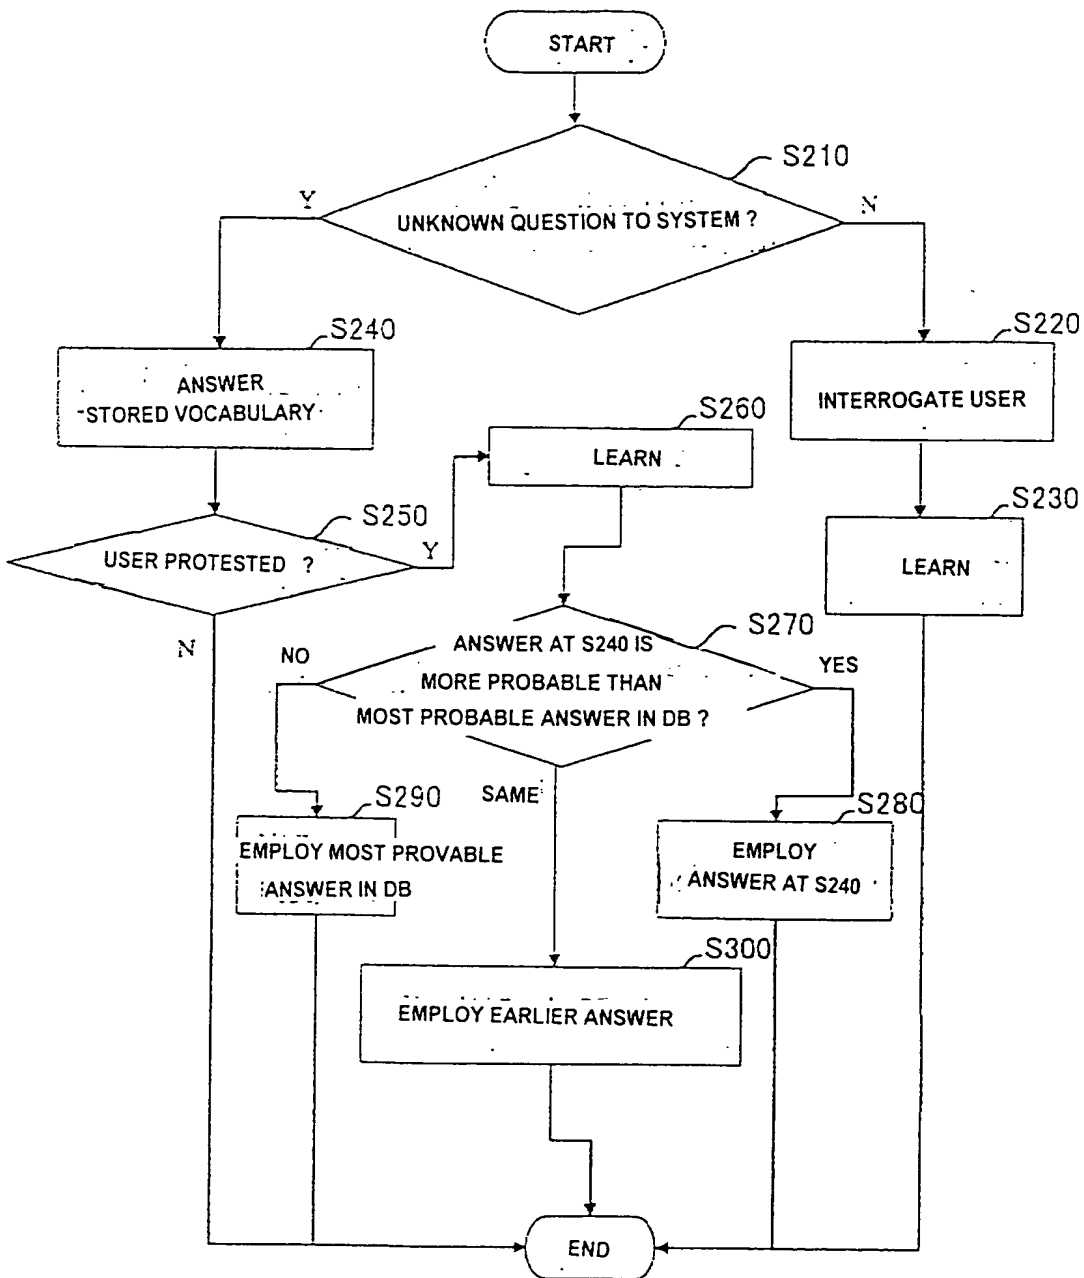 START
S210
Y
UNKNOWN QUESTION TO SYSTEM ?
N
S240
ANSWER
STORED VOCABULARY
S220
INTERROGATE USER
S260
LEARN
S250
USER PROTESTED ?
Y
N
S230
LEARN
S270
ANSWER AT S240 IS
MORE PROBABLE THAN
MOST PROBABLE ANSWER IN DB ?
NO
YES
SAME
S290
EMPLOY MOST PROVABLE
ANSWER IN DB
S280
EMPLOY
ANSWER AT S240
S300
EMPLOY EARLIER ANSWER
END